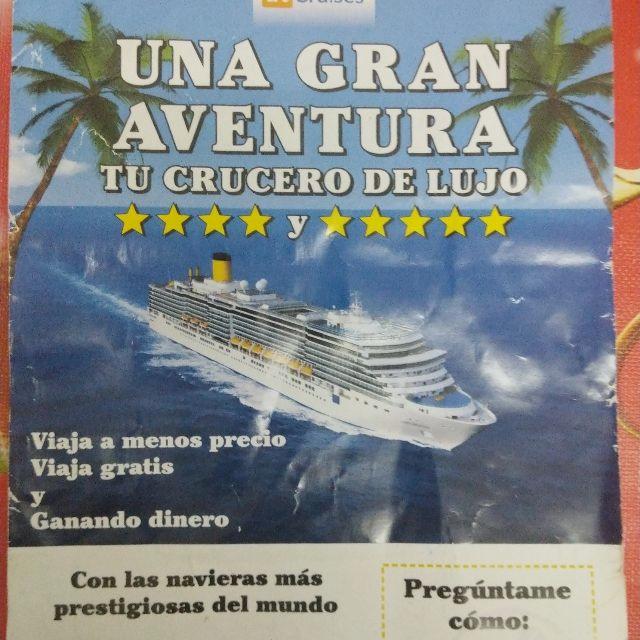 Cruises
UNA GRAN
AVENTURA
TU CRUCERO DE LUJO
y
Viaja a menos precio
Viaja gratis
y
Ganando dinero
Con las navieras más
prestigiosas del mundo
Pregúntame
cómo: